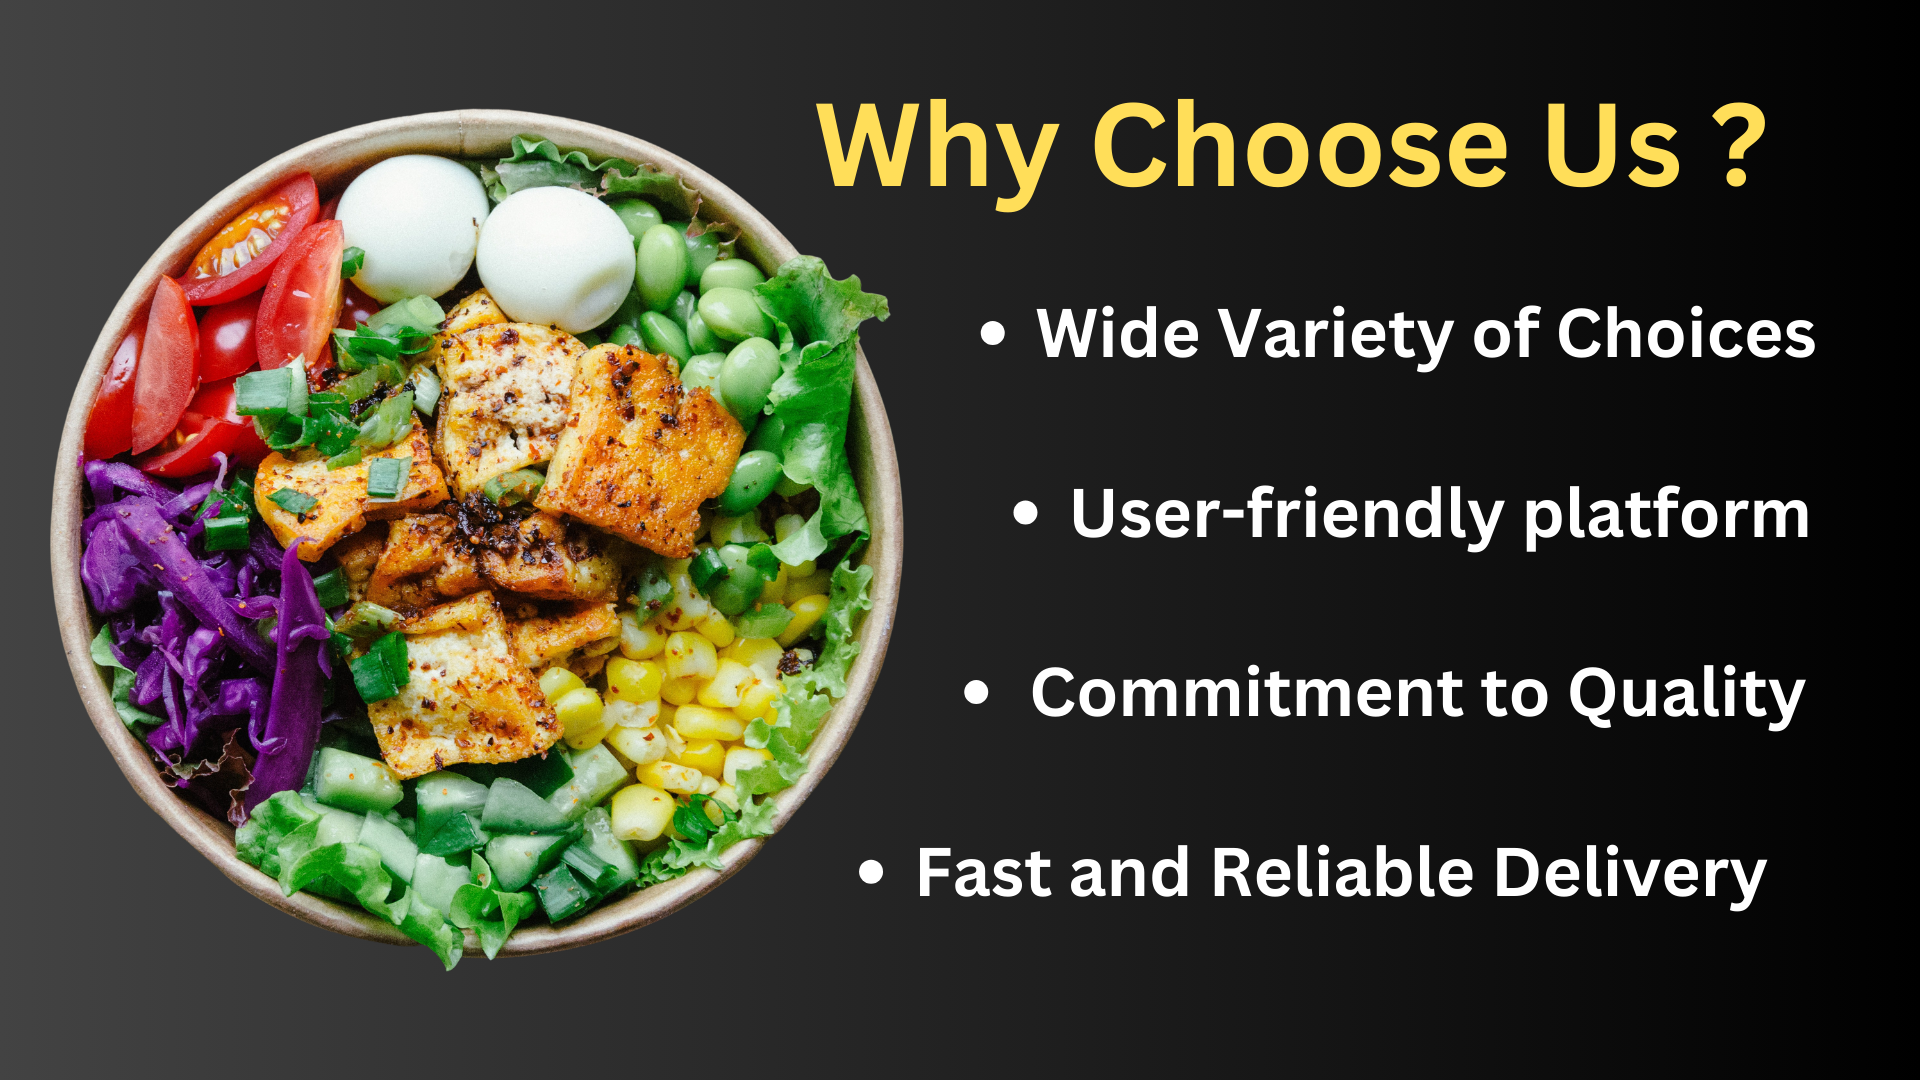 Why Choose Us ?
• Wide Variety of Choices
• User-friendly platform
• Commitment to Quality
• Fast and Reliable Delivery